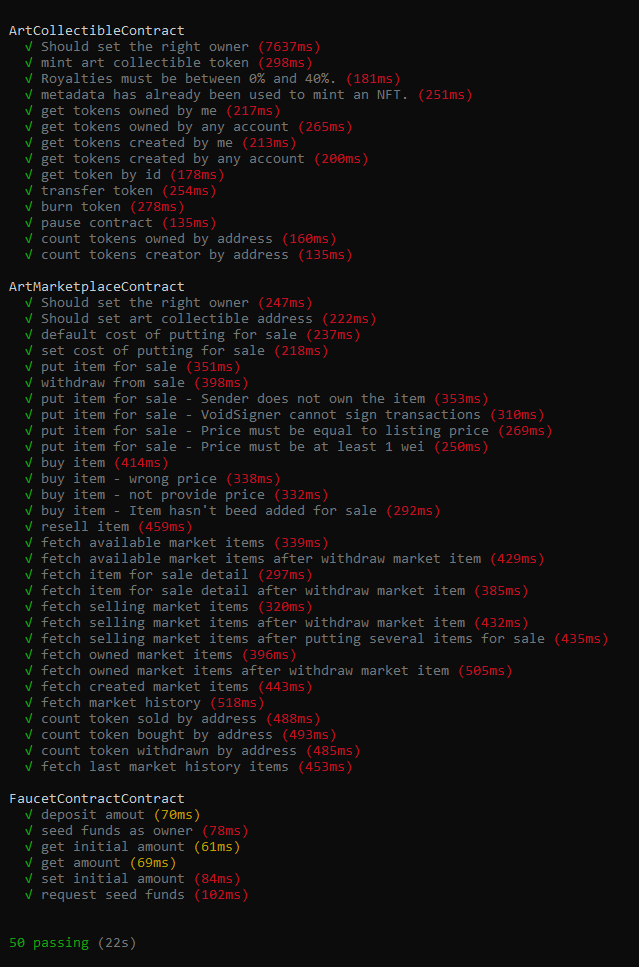 ArtCollectibleContract
√ Should set the right owner (7637ms)
√ mint art collectible token (298ms)
√ Royalties must be between 0% and 40%. (181ms)
√ metadata has already been used to mint an NFT. (251ms)
√ get tokens owned by me (217ms)
√ get tokens owned by any account (265ms)
√ get tokens created by me (213ms)
√ get tokens created by any account (200ms)
√ get token by id (178ms)
√ transfer token (254ms)
√ burn token (278ms)
√ pause contract (135ms)
√ count tokens owned by address (160ms)
√ count tokens creator by address (135ms)
ArtMarketplaceContract
√ Should set the right owner (247ms)
√ Should set art collectible address (222ms)
√ default cost of putting for sale (237ms)
√ set cost of putting for sale (218ms)
√ put item for sale (351ms)
√ withdraw from sale (398ms)
√ put item for sale - Sender does not own the item (353ms)
√ put item for sale - VoidSigner cannot sign transactions (310ms)
√ put item for sale - Price must be equal to listing price (269ms)
√ put item for sale - Price must be at least 1 wei (250ms)
√ buy item (414ms)
√ buy item - wrong price (338ms)
√ buy item - not provide price (332ms)
√ buy item - Item hasn't beed added for sale (292ms)
√ resell item (459ms)
√ fetch available market items (339ms)
√ fetch available market items after withdraw market item (429ms)
√ fetch item for sale detail (297ms)
√ fetch item for sale detail after withdraw market item (385ms)
√ fetch selling market items (320ms)
√ fetch selling market items after withdraw market item (432ms)
√ fetch selling market items after putting several items for sale (435ms)
√ fetch owned market items (396ms)
√ fetch owned market items after withdraw market item (505ms)
√ fetch created market items (443ms)
√ fetch market history (518ms)
√ count token sold by address (488ms)
√ count token bought by address (493ms)
√ count token withdrawn by address (485ms)
√ fetch last market history items (453ms)
FaucetContractContract
√ deposit amout (70ms)
√ seed funds as owner (78ms)
√ get initial amount (61ms)
√ get amount (69ms)
√ set initial amount (84ms)
√ request seed funds (102ms)
50 passing (22s)